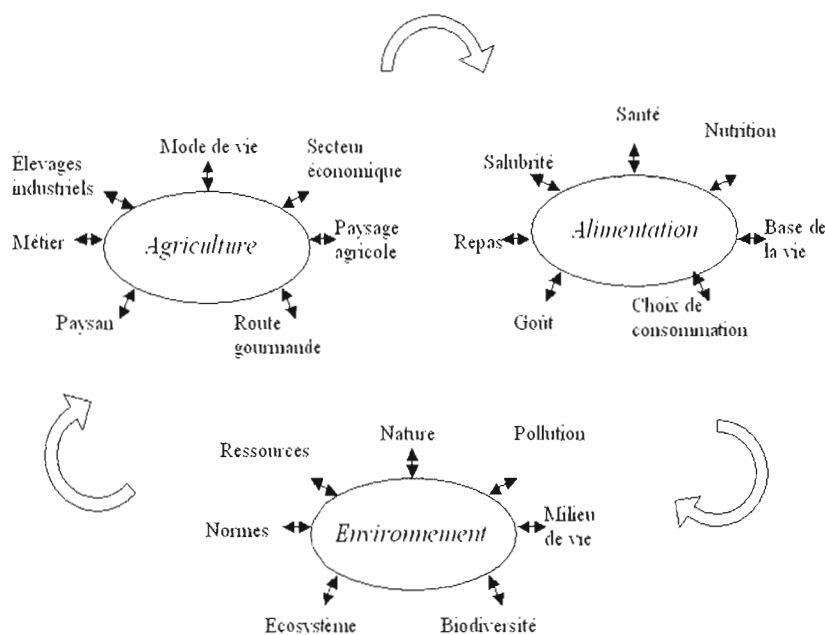 Mode de vie
Secteur
économique
Élevages
industriels
Métier
Agriculture
Paysage
agricole
Paysan
Route
gourmande
Santé
Nutrition
Salubrité
Repas
Alimentation
Base de
la vie
Goût
Choix de
consommation
Nature
Pollution
Ressources
Normes
Environnement
Milieu
de vie
Ecosystème
Biodiversité